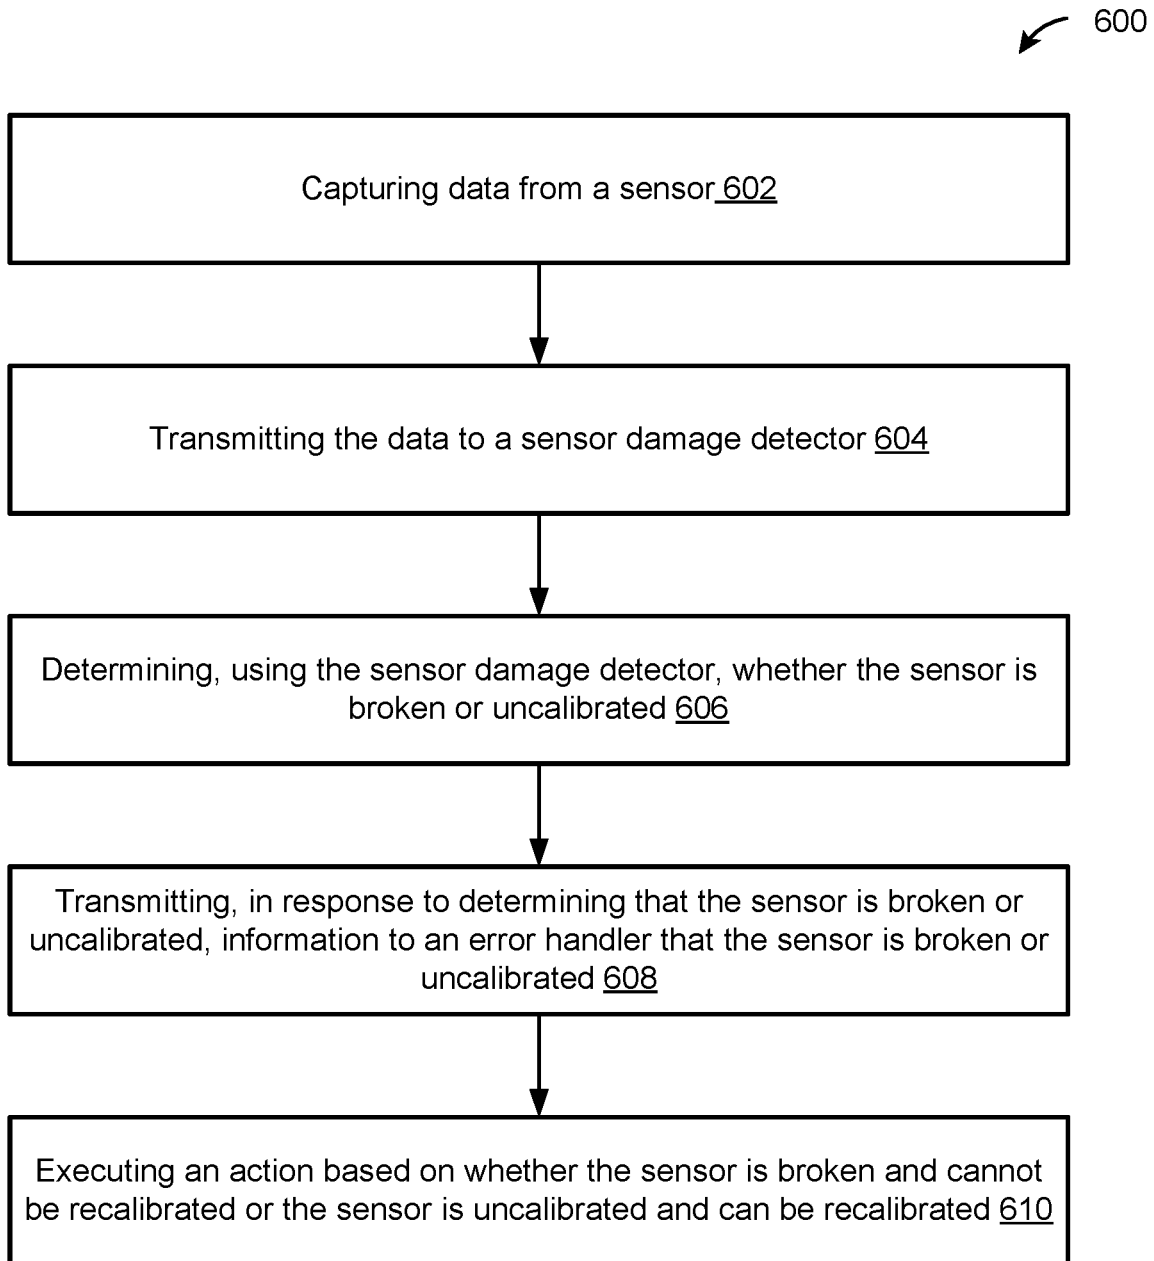 600
Capturing data from a sensor 602
Transmitting the data to a sensor damage detector 604
Determining, using the sensor damage detector, whether the sensor is
broken or uncalibrated 606
Transmitting, in response to determining that the sensor is broken or
uncalibrated, information to an error handler that the sensor is broken or
uncalibrated 608
Executing an action based on whether the sensor is broken and cannot
be recalibrated or the sensor is uncalibrated and can be recalibrated 610